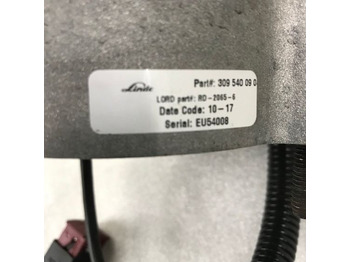 Linde
Part#: 309 540 09 0
LORD part#: RD-2065-6
Date Code: 10-17
Serial: EU54008